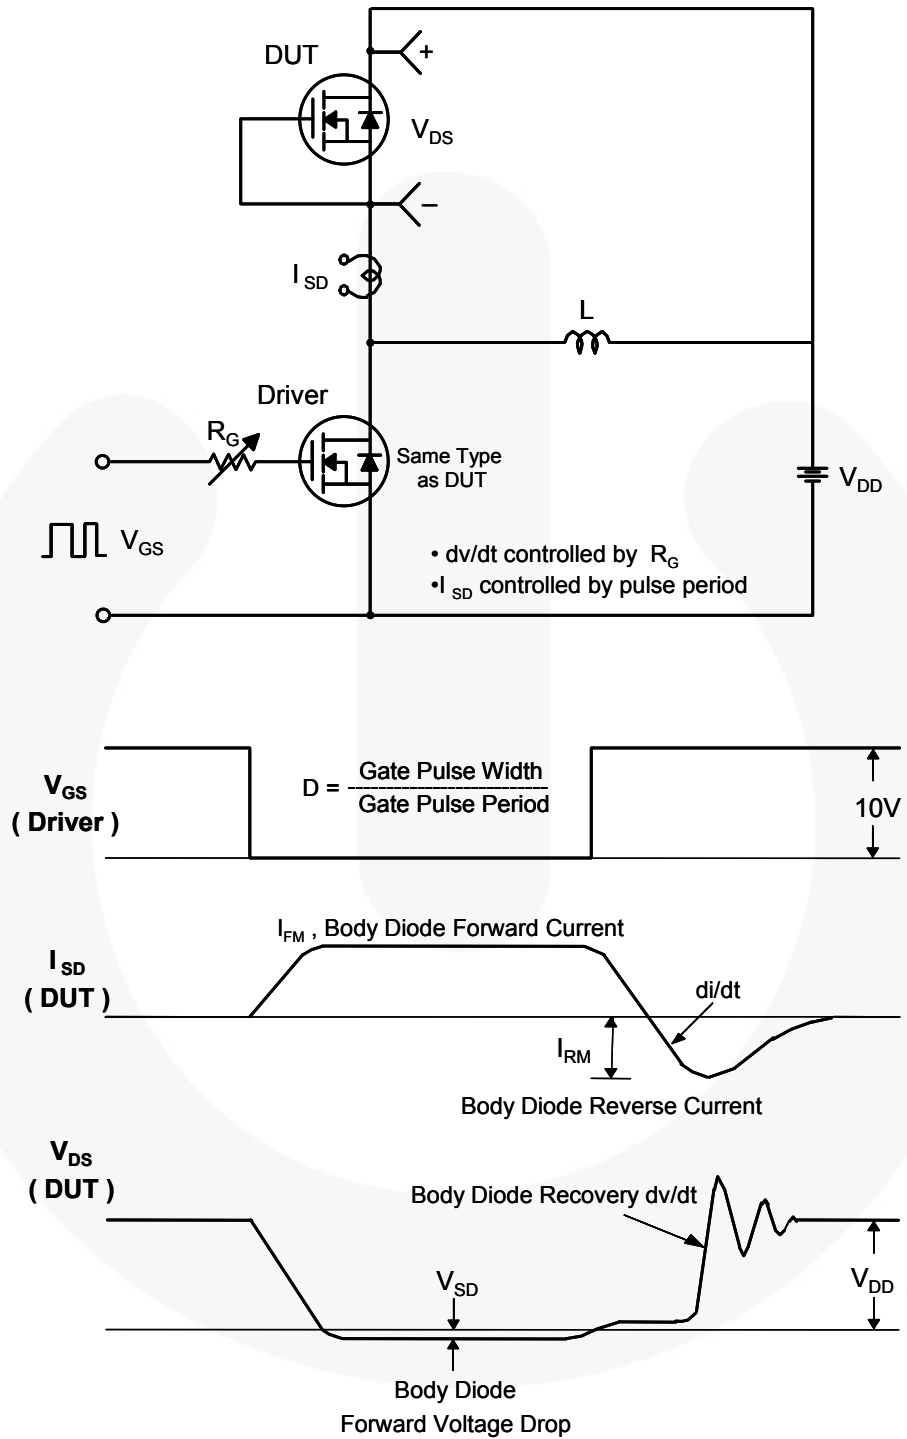 DUT
+
V_DS
−
I_SD
L
Driver
R_G
Same Type
as DUT
V_DD
V_GS
• dv/dt controlled by R_G
•I_SD controlled by pulse period
V_GS
( Driver )
D = Gate Pulse Width
Gate Pulse Period
10V
I_FM , Body Diode Forward Current
I_SD
( DUT )
di/dt
I_RM
Body Diode Reverse Current
V_DS
( DUT )
Body Diode Recovery dv/dt
V_SD
V_DD
Body Diode
Forward Voltage Drop